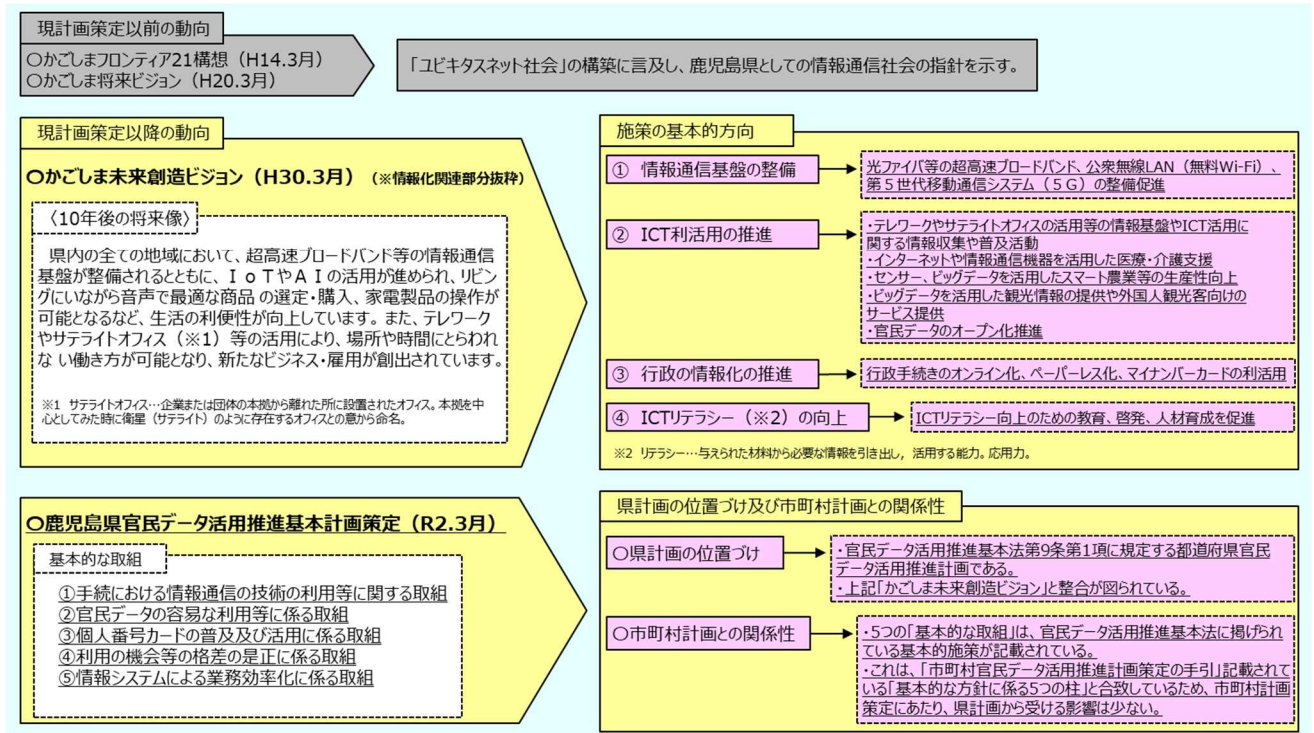 現計画策定以前の動向
〇かごしまフロンティア21構想（H14.3月）
〇かごしま将来ビジョン（H20.3月）
「ユビキタスネット社会」の構築に言及し、鹿児島県としての情報通信社会の指針を示す。
現計画策定以降の動向
〇かごしま未来創造ビジョン（H30.3月）（※情報化関連部分抜粋）
〈10年後の将来像〉
県内の全ての地域において、超高速ブロードバンド等の情報通信
基盤が整備されるとともに、ＩｏＴやＡＩの活用が進められ、リビン
グにいながら音声で最適な商品 の選定・購入、家電製品の操作が
可能となるなど、生活の利便性が向上しています。また、テレワーク
やサテライトオフィス（※1）等の活用により、場所や時間にとらわれ
な い働き方が可能となり、新たなビジネス・雇用が創出されています。
※1 サテライトオフィス…企業または団体の本拠から離れた所に設置されたオフィス。本拠を中
心としてみた時に衛星（サテライト）のように存在するオフィスとの意から命名。
施策の基本的方向
① 情報通信基盤の整備
光ファイバ等の超高速ブロードバンド、公衆無線LAN（無料Wi-Fi）、
第５世代移動通信システム（５Ｇ）の整備促進
② ICT利活用の推進
・テレワークやサテライトオフィスの活用等の情報基盤やICT活用に
関する情報収集や普及活動
・インターネットや情報通信機器を活用した医療・介護支援
・センサー、ビッグデータを活用したスマート農業等の生産性向上
・ビッグデータを活用した観光情報の提供や外国人観光客向けの
サービス提供
・官民データのオープン化推進
③ 行政の情報化の推進
行政手続きのオンライン化、ペーパーレス化、マイナンバーカードの利活用
④ ICTリテラシー（※2）の向上
ICTリテラシー向上のための教育、啓発、人材育成を促進
※2 リテラシー…与えられた材料から必要な情報を引き出し，活用する能力。応用力。
〇鹿児島県官民データ活用推進基本計画策定（R2.3月）
基本的な取組
①手続における情報通信の技術の利用等に関する取組
②官民データの容易な利用等に係る取組
③個人番号カードの普及及び活用に係る取組
④利用の機会等の格差の是正に係る取組
⑤情報システムによる業務効率化に係る取組
県計画の位置づけ及び市町村計画との関係性
〇県計画の位置づけ
・官民データ活用推進基本法第9条第1項に規定する都道府県官民
データ活用推進計画である。
・上記「かごしま未来創造ビジョン」と整合が図られている。
〇市町村計画との関係性
・5つの「基本的な取組」は、官民データ活用推進基本法に掲げられ
ている基本的施策が記載されている。
・これは、「市町村官民データ活用推進計画策定の手引」記載されて
いる「基本的な方針に係る5つの柱」と合致しているため、市町村計画
策定にあたり、県計画から受ける影響は少ない。